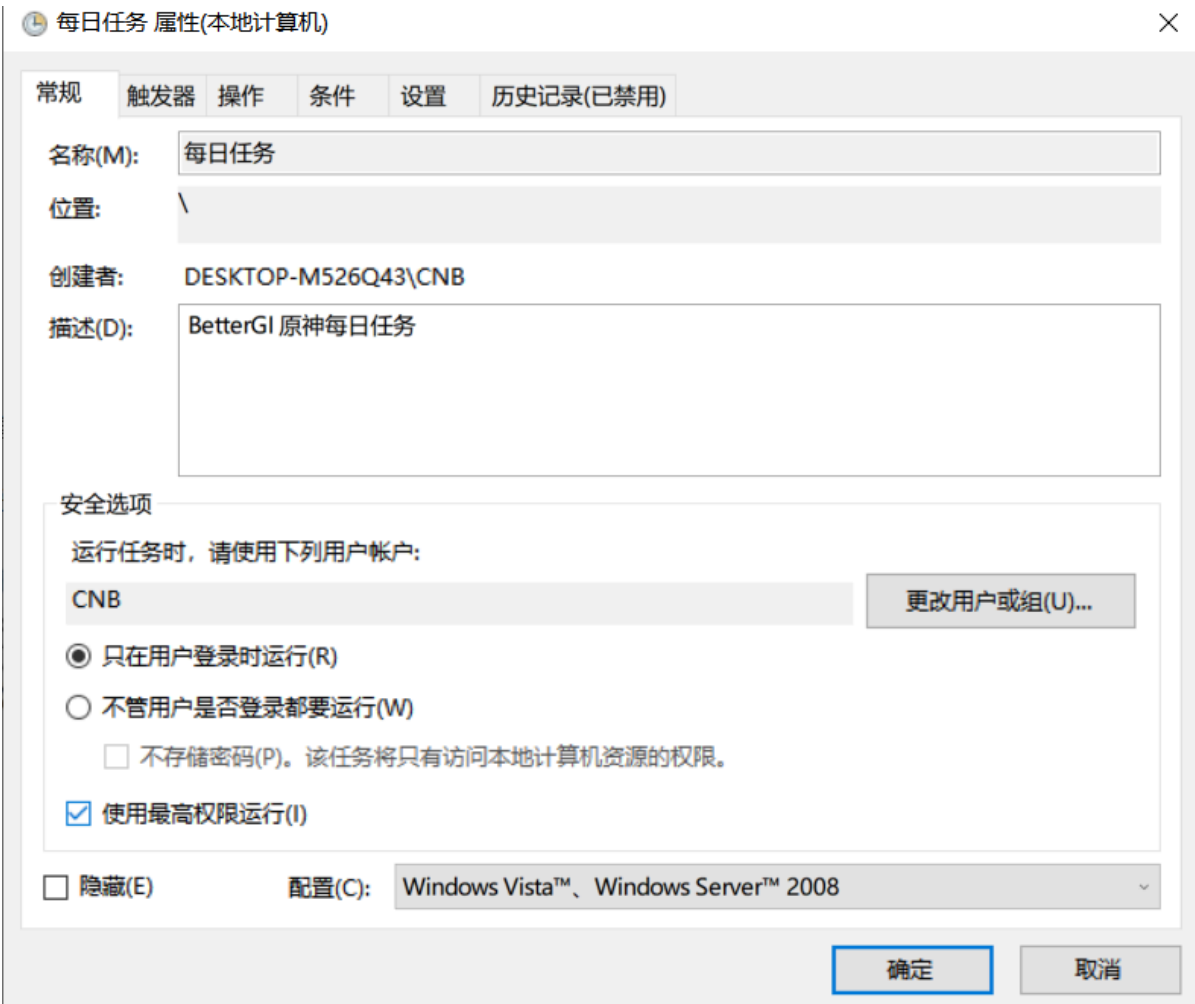 每日任务 属性(本地计算机)
常规 触发器 操作 条件 设置 历史记录(已禁用)
名称(M): 每日任务
位置: \
创建者: DESKTOP-M526Q43\CNB
描述(D): BetterGI 原神每日任务
安全选项
运行任务时，请使用下列用户帐户:
CNB 更改用户或组(U)...
只在用户登录时运行(R)
不管用户是否登录都要运行(W)
不存储密码(P)。该任务将只有访问本地计算机资源的权限。
使用最高权限运行(I)
隐藏(E) 配置(C): Windows Vista™、Windows Server™ 2008
确定 取消